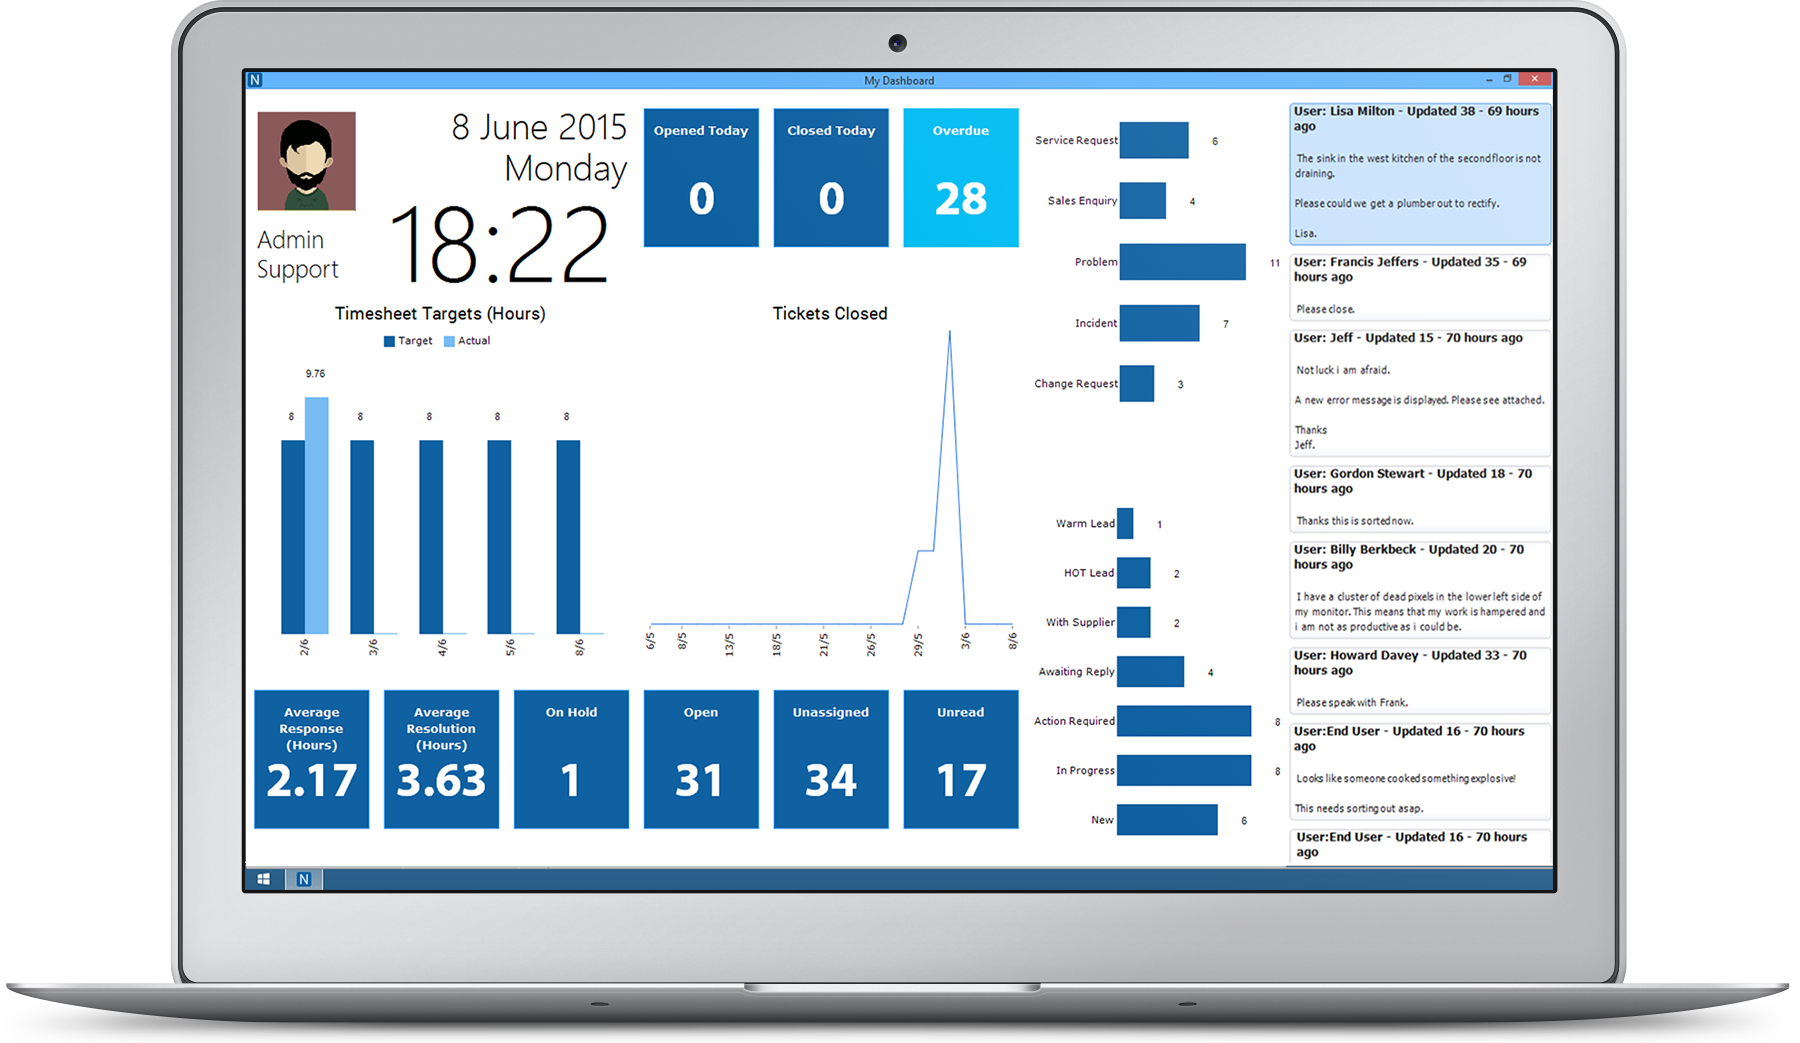 N
My Dashboard
8 June 2015
Monday
18:22
Admin
Support
Opened Today
0
Closed Today
0
Overdue
28
Timesheet Targets (Hours)
Target
Actual
8
9.76
8
8
8
8
2/6
3/6
4/6
5/6
8/6
Tickets Closed
6/5
8/5
13/5
18/5
21/5
26/5
29/5
3/6
8/6
Average
Response
(Hours)
2.17
Average
Resolution
(Hours)
3.63
On Hold
1
Open
31
Unassigned
34
Unread
17
Service Request 6
Sales Enquiry 4
Problem 11
Incident 7
Change Request 3
Warm Lead 1
HOT Lead 2
With Supplier 2
Awaiting Reply 4
Action Required 8
In Progress 8
New 6
User: Lisa Milton - Updated 38 - 69 hours
ago
The sink in the west kitchen of the second floor is not
draining.
Please could we get a plumber out to rectify.
Lisa.
User: Francis Jeffers - Updated 35 - 69
hours ago
Please close.
User: Jeff - Updated 15 - 70 hours ago
Not luck i am afraid.
A new error message is displayed. Please see attached.
Thanks
Jeff.
User: Gordon Stewart - Updated 18 - 70
hours ago
Thanks this is sorted now.
User: Billy Berkbeck - Updated 20 - 70
hours ago
I have a cluster of dead pixels in the lower left side of
my monitor. This means that my work is hampered and
i am not as productive as i could be.
User: Howard Davey - Updated 33 - 70
hours ago
Please speak with Frank.
User:End User - Updated 16 - 70 hours
ago
Looks like someone cooked something explosive!
This needs sorting out asap.
User:End User - Updated 16 - 70 hours
ago
N